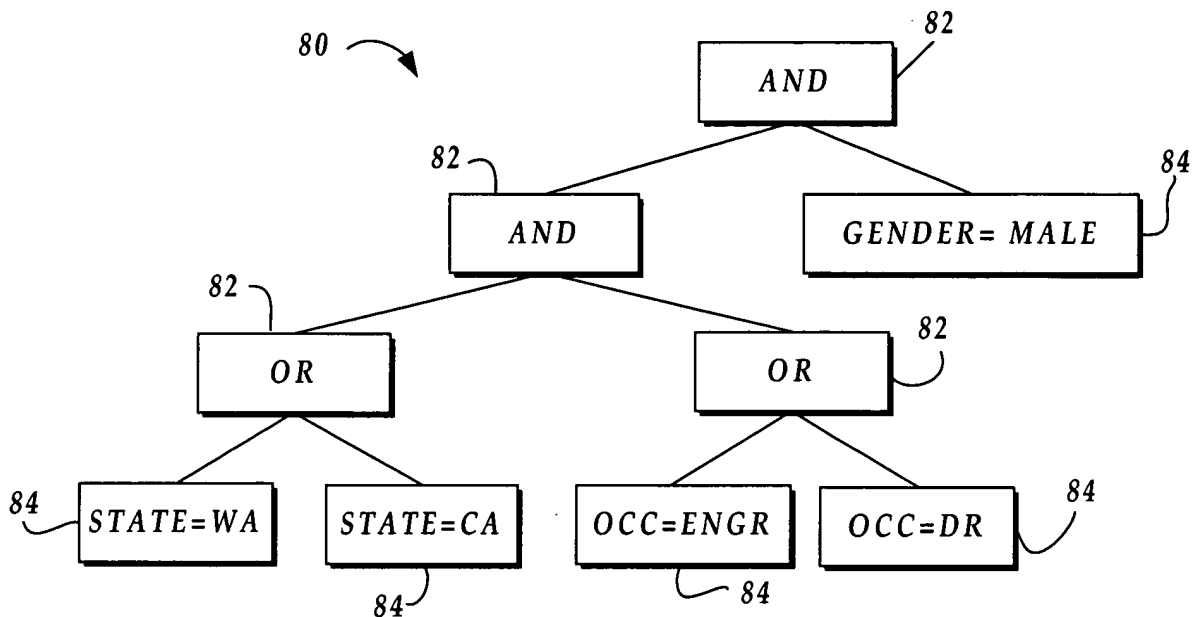 80
82
AND
82
84
AND
GENDER= MALE
82
82
OR
OR
84
STATE=WA
STATE=CA
OCC=ENGR
OCC=DR
84
84
84